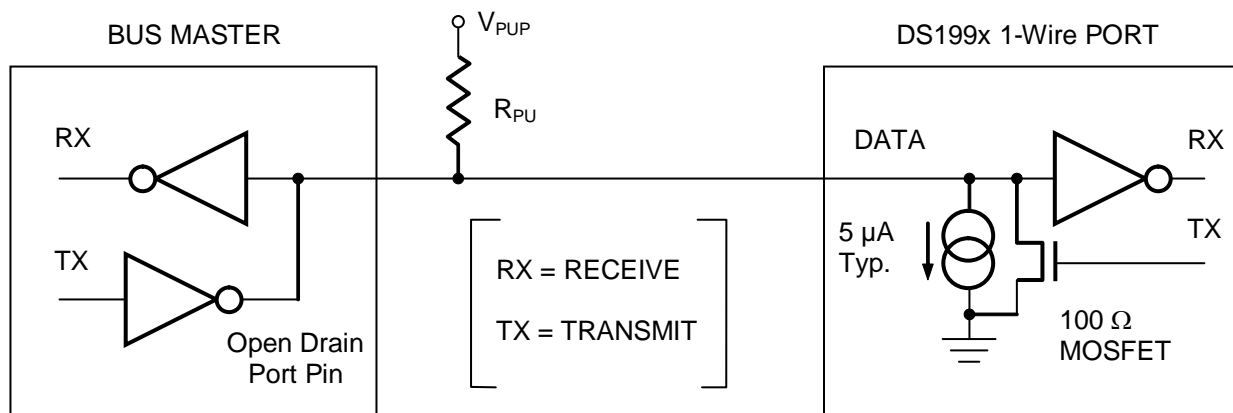 BUS MASTER
RX
TX
Open Drain
Port Pin
VPUP
RPU
RX = RECEIVE
TX = TRANSMIT
DS199x 1-Wire PORT
DATA
RX
TX
5 µA
Typ.
100 Ω
MOSFET